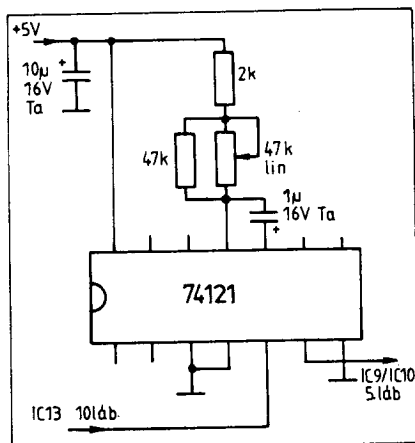 +5V
10µ
16V
Ta
2k
47k
47k
lin
1µ
16V Ta
74121
IC9/IC10
5.láb
IC13 10láb.